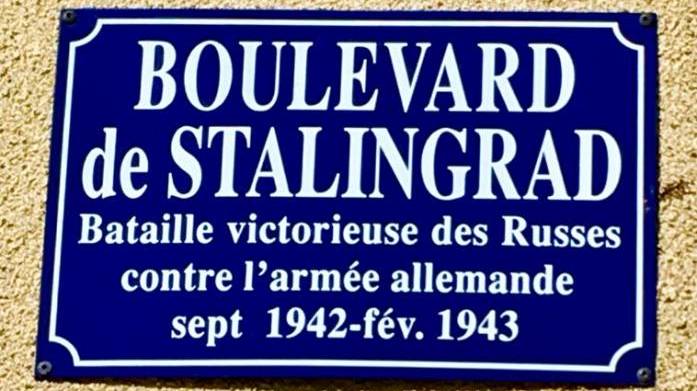 BOULEVARD
de STALINGRAD
Bataille victorieuse des Russes
contre l'armée allemande
sept 1942-fév. 1943